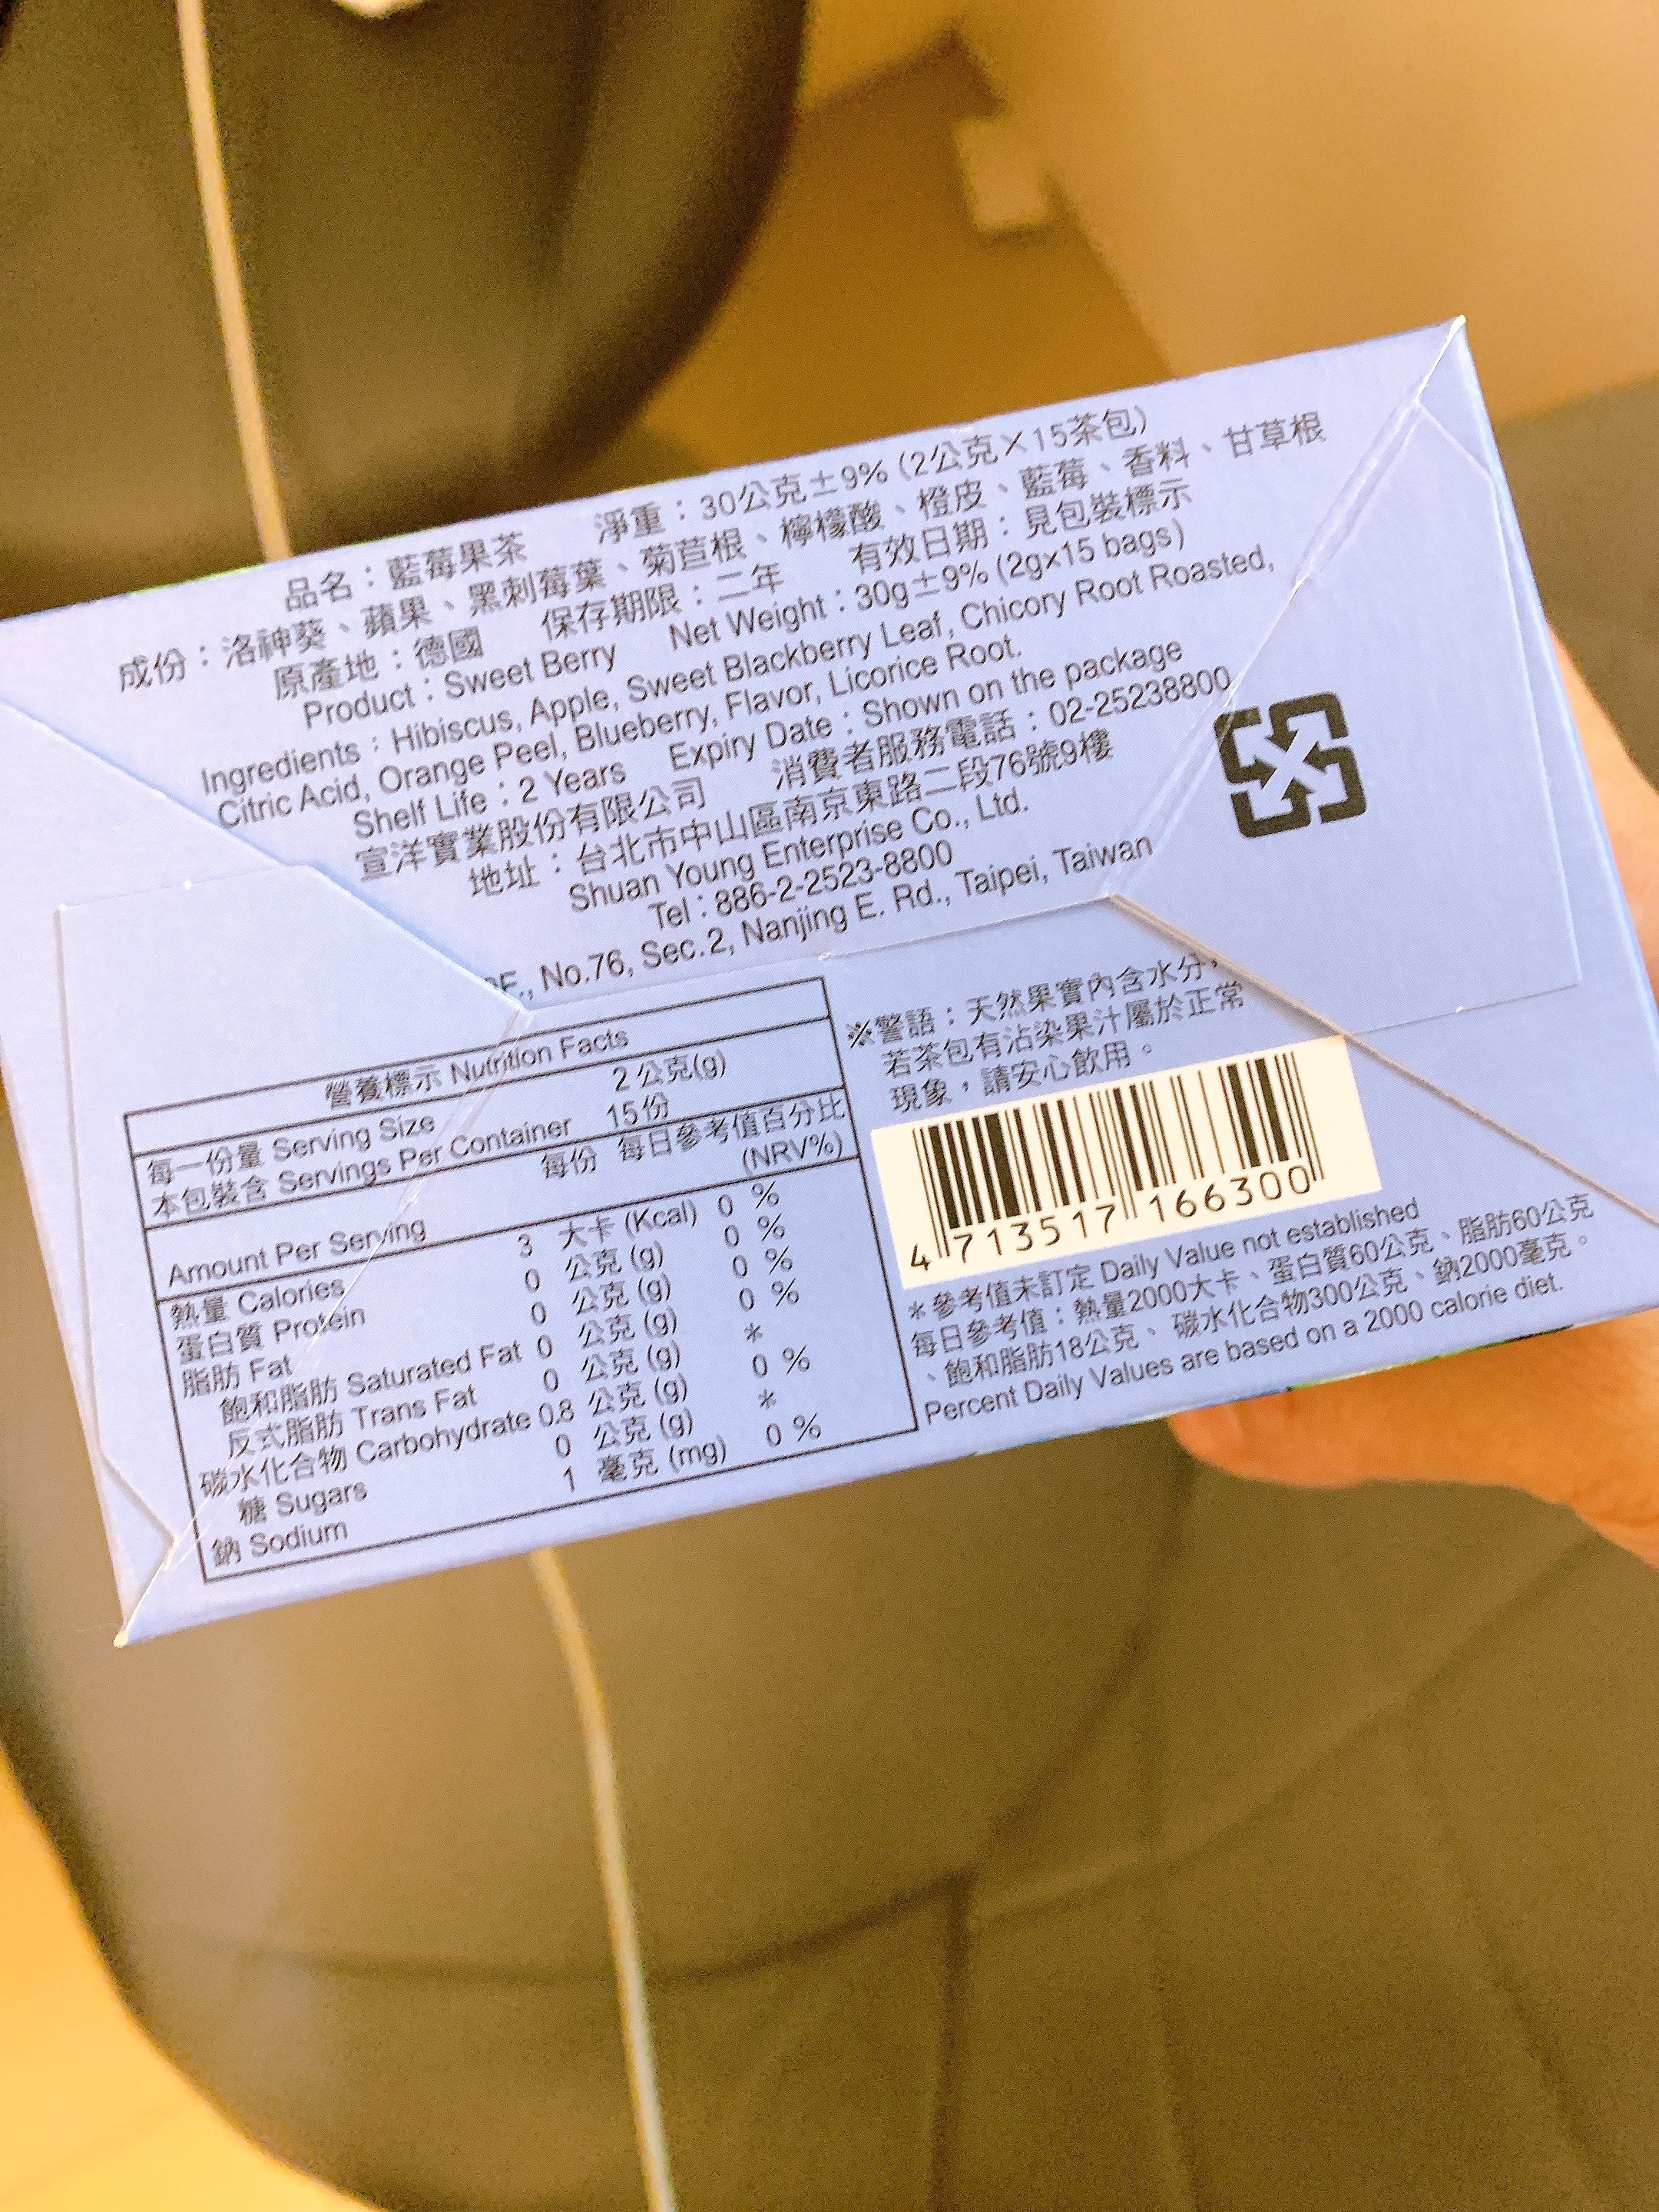 品名：藍莓果茶　淨重：30公克±9% (2公克×15茶包)
成份：洛神葵、蘋果、黑刺莓葉、菊苣根、檸檬酸、橙皮、藍莓、香料、甘草根
原產地：德國　保存期限：二年　有效日期：見包裝標示
Product：Sweet Berry　Net Weight：30g±9% (2g×15 bags)
Ingredients：Hibiscus, Apple, Sweet Blackberry Leaf, Chicory Root Roasted,
Citric Acid, Orange Peel, Blueberry, Flavor, Licorice Root.
Shelf Life：2 Years　Expiry Date：Shown on the package
宣洋實業股份有限公司　消費者服務電話：02-25238800
地址：台北市中山區南京東路二段76號9樓
Shuan Young Enterprise Co., Ltd.
Tel：886-2-2523-8800
F., No.76, Sec.2, Nanjing E. Rd., Taipei, Taiwan
營養標示 Nutrition Facts
每一份量 Serving Size 2公克(g)
本包裝含 Servings Per Container 15份
每份 每日參考值百分比
Amount Per Serving (NRV%)
熱量 Calories 3 大卡 (Kcal) 0 %
蛋白質 Protein 0 公克 (g) 0 %
脂肪 Fat 0 公克 (g) 0 %
飽和脂肪 Saturated Fat 0 公克 (g) 0 %
反式脂肪 Trans Fat 0 公克 (g) *
碳水化合物 Carbohydrate 0.8 公克 (g) 0 %
糖 Sugars 0 公克 (g) *
鈉 Sodium 1 毫克 (mg) 0 %
※警語：天然果實內含水分，
若茶包有沾染果汁屬於正常
現象，請安心飲用。
4 713517 166300
*參考值未訂定 Daily Value not established
每日參考值：熱量2000大卡、蛋白質60公克、脂肪60公克
、飽和脂肪18公克、碳水化合物300公克、鈉2000毫克。
Percent Daily Values are based on a 2000 calorie diet.